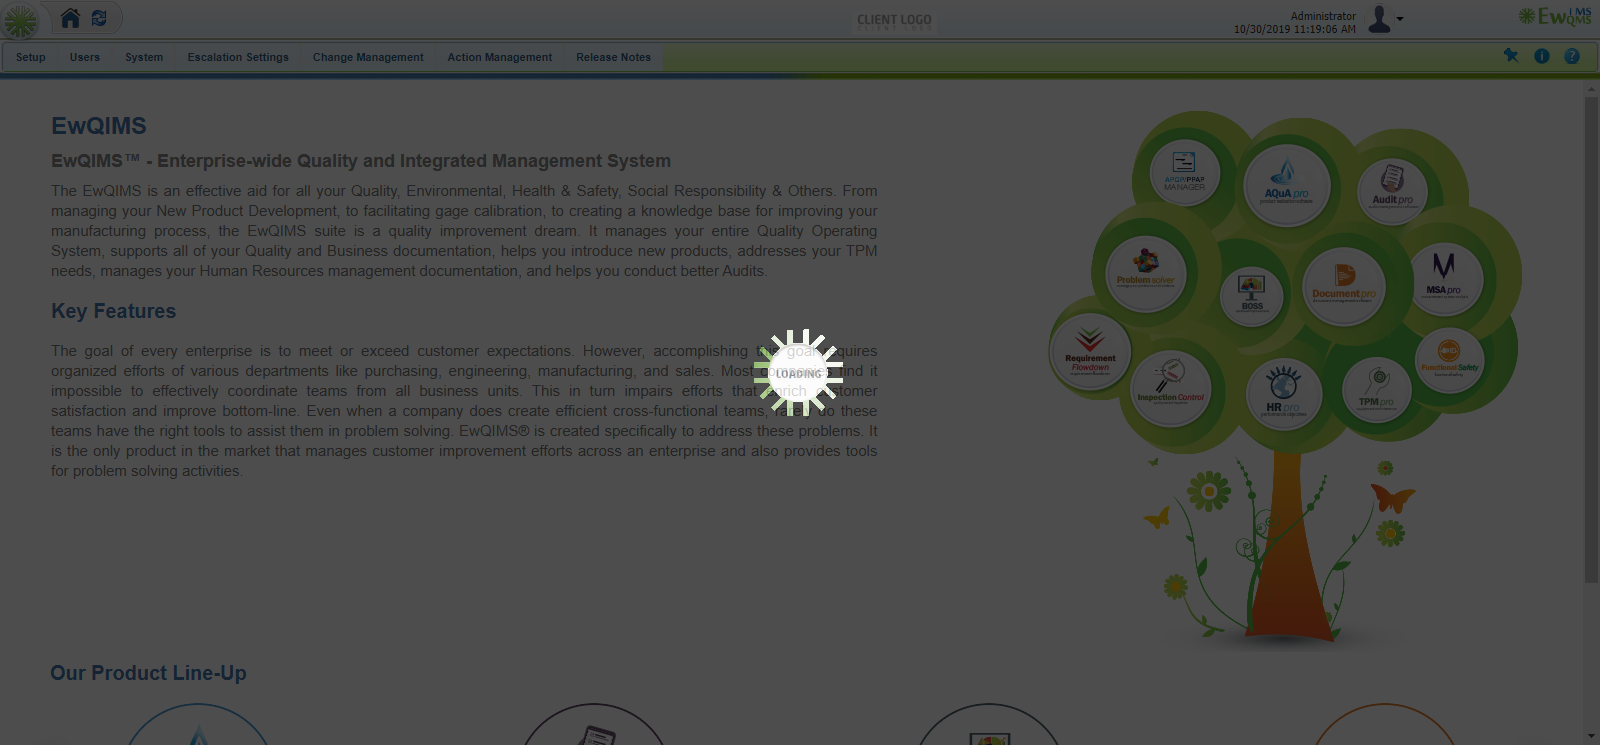 CLIENT LOGO
Administrator
10/30/2019 11:19:06 AM
EwQIMS
Setup Users System Escalation Settings Change Management Action Management Release Notes
EwQIMS
EwQIMS™ - Enterprise-wide Quality and Integrated Management System
The EwQIMS is an effective aid for all your Quality, Environmental, Health & Safety, Social Responsibility & Others. From
managing your New Product Development, to facilitating gage calibration, to creating a knowledge base for improving your
manufacturing process, the EwQIMS suite is a quality improvement dream. It manages your entire Quality Operating
System, supports all of your Quality and Business documentation, helps you introduce new products, addresses your TPM
needs, manages your Human Resources management documentation, and helps you conduct better Audits.
Key Features
The goal of every enterprise is to meet or exceed customer expectations. However, accomplishing this goal requires
organized efforts of various departments like purchasing, engineering, manufacturing, and sales. Most companies find it
impossible to effectively coordinate teams from all business units. This in turn impairs efforts that enrich customer
satisfaction and improve bottom-line. Even when a company does create efficient cross-functional teams, rarely do these
teams have the right tools to assist them in problem solving. EwQIMS® is created specifically to address these problems. It
is the only product in the market that manages customer improvement efforts across an enterprise and also provides tools
for problem solving activities.
LOADING
APQP/PPAP
MANAGER
AQuA pro
Audit pro
Problem solver
BOSS
Document pro
MSA pro
Requirement
Flowdown
Inspection Control
HR pro
TPM pro
Functional Safety
Our Product Line-Up